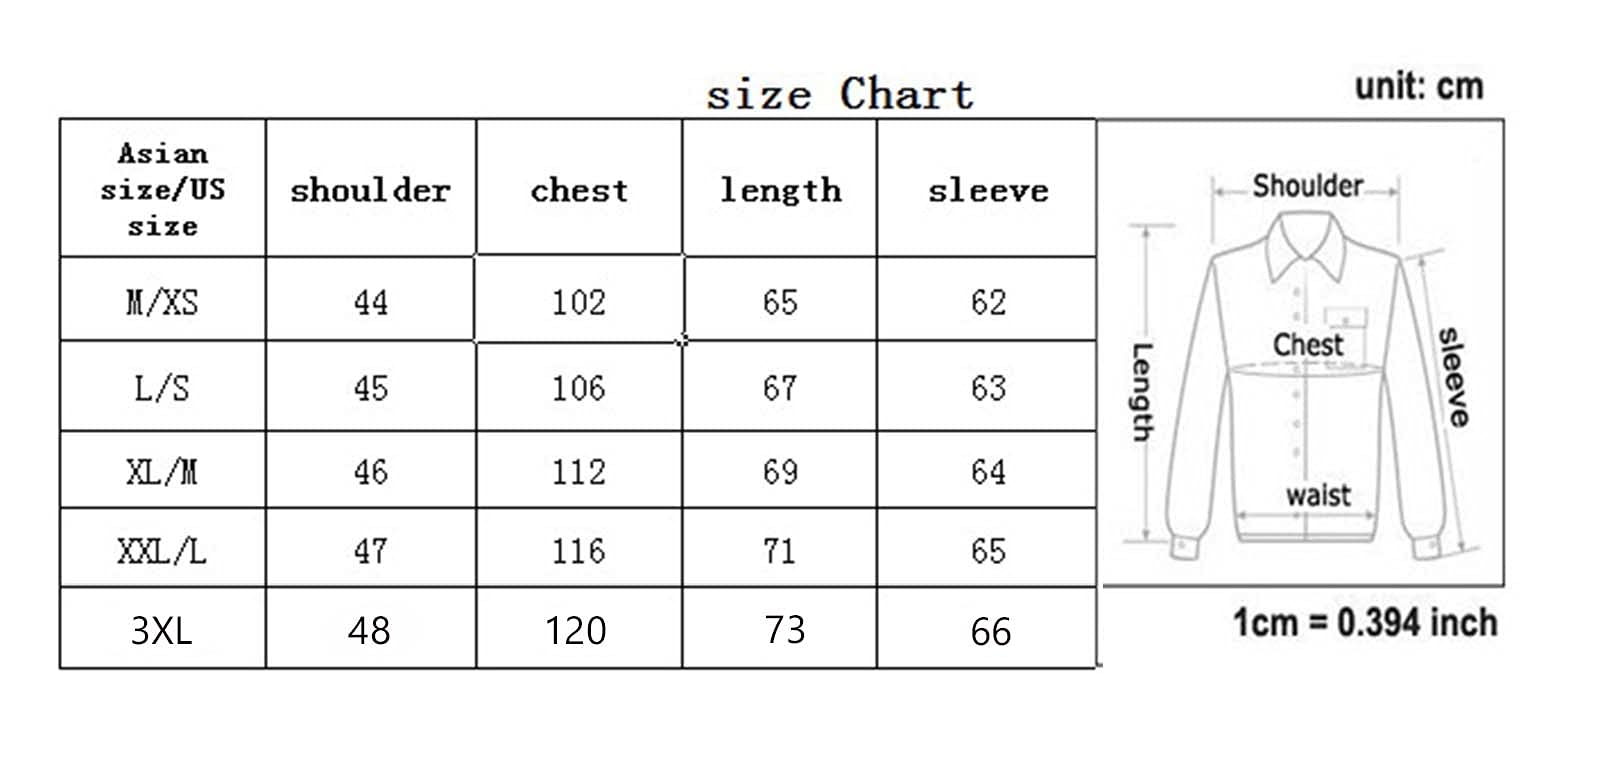 size Chart
unit: cm
Asian
size/US
size
shoulder
chest
length
sleeve
M/XS
44
102
65
62
L/S
45
106
67
63
XL/M
46
112
69
64
XXL/L
47
116
71
65
3XL
48
120
73
66
Shoulder
Length
Chest
sleeve
waist
1cm = 0.394 inch